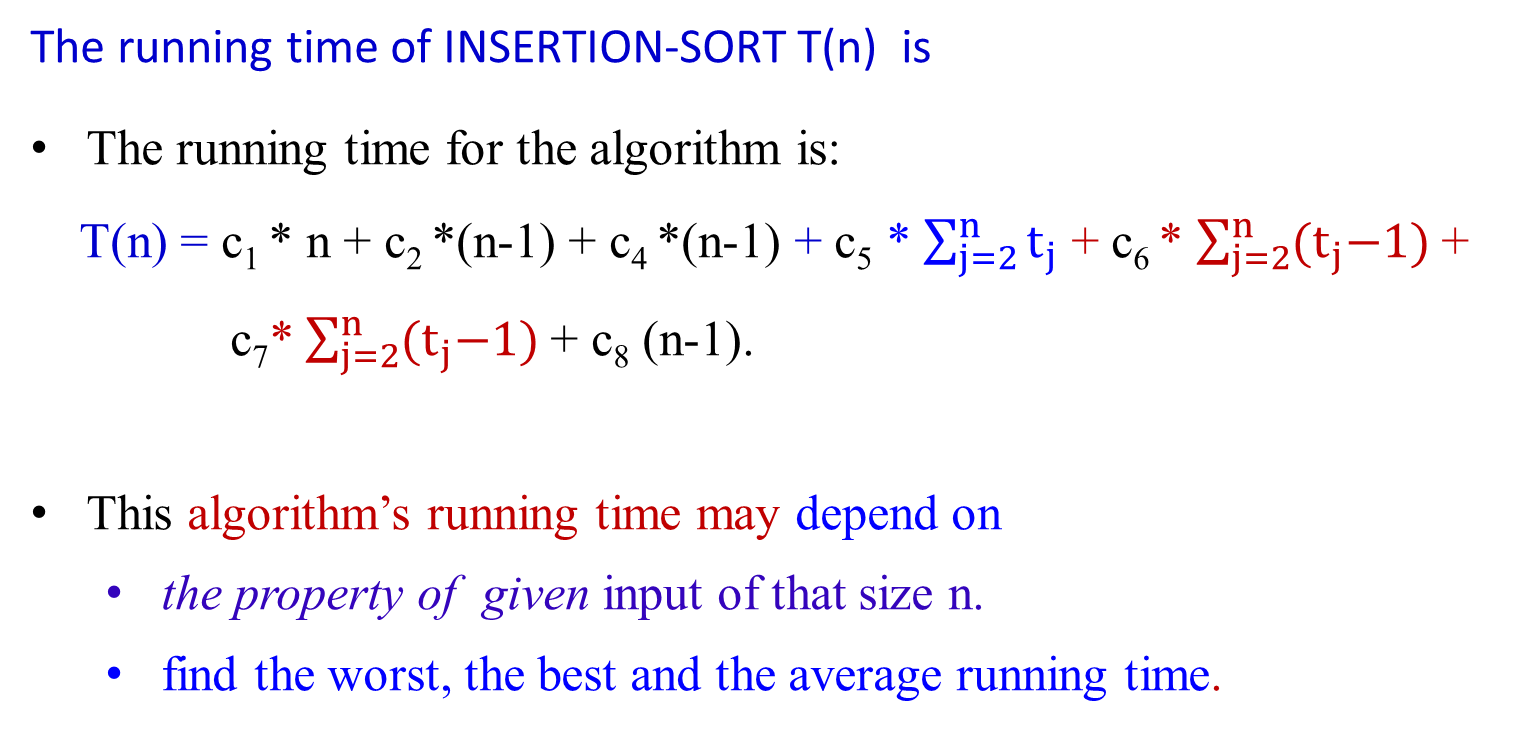 The running time of INSERTION-SORT T(n) is
• The running time for the algorithm is:
T(n) = c₁ * n + c₂ *(n-1) + c₄ *(n-1) + c₅ * ∑ⁿⱼ₌₂ tⱼ + c₆ * ∑ⁿⱼ₌₂(tⱼ−1) +
c₇* ∑ⁿⱼ₌₂(tⱼ−1) + c₈ (n-1).
• This algorithm’s running time may depend on
• the property of given input of that size n.
• find the worst, the best and the average running time.